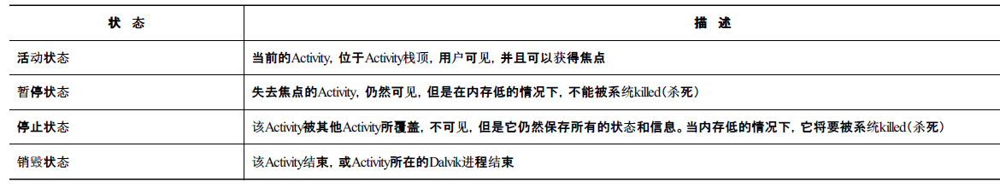 状 态 描 述
活动状态 当前的Activity，位于Activity栈顶，用户可见，并且可以获得焦点
暂停状态 失去焦点的Activity，仍然可见，但是在内存低的情况下，不能被系统killed（杀死）
停止状态 该Activity被其他Activity所覆盖，不可见，但是它仍然保存所有的状态和信息。当内存低的情况下，它将要被系统killed（杀死）
销毁状态 该Activity结束，或Activity所在的Dalvik进程结束